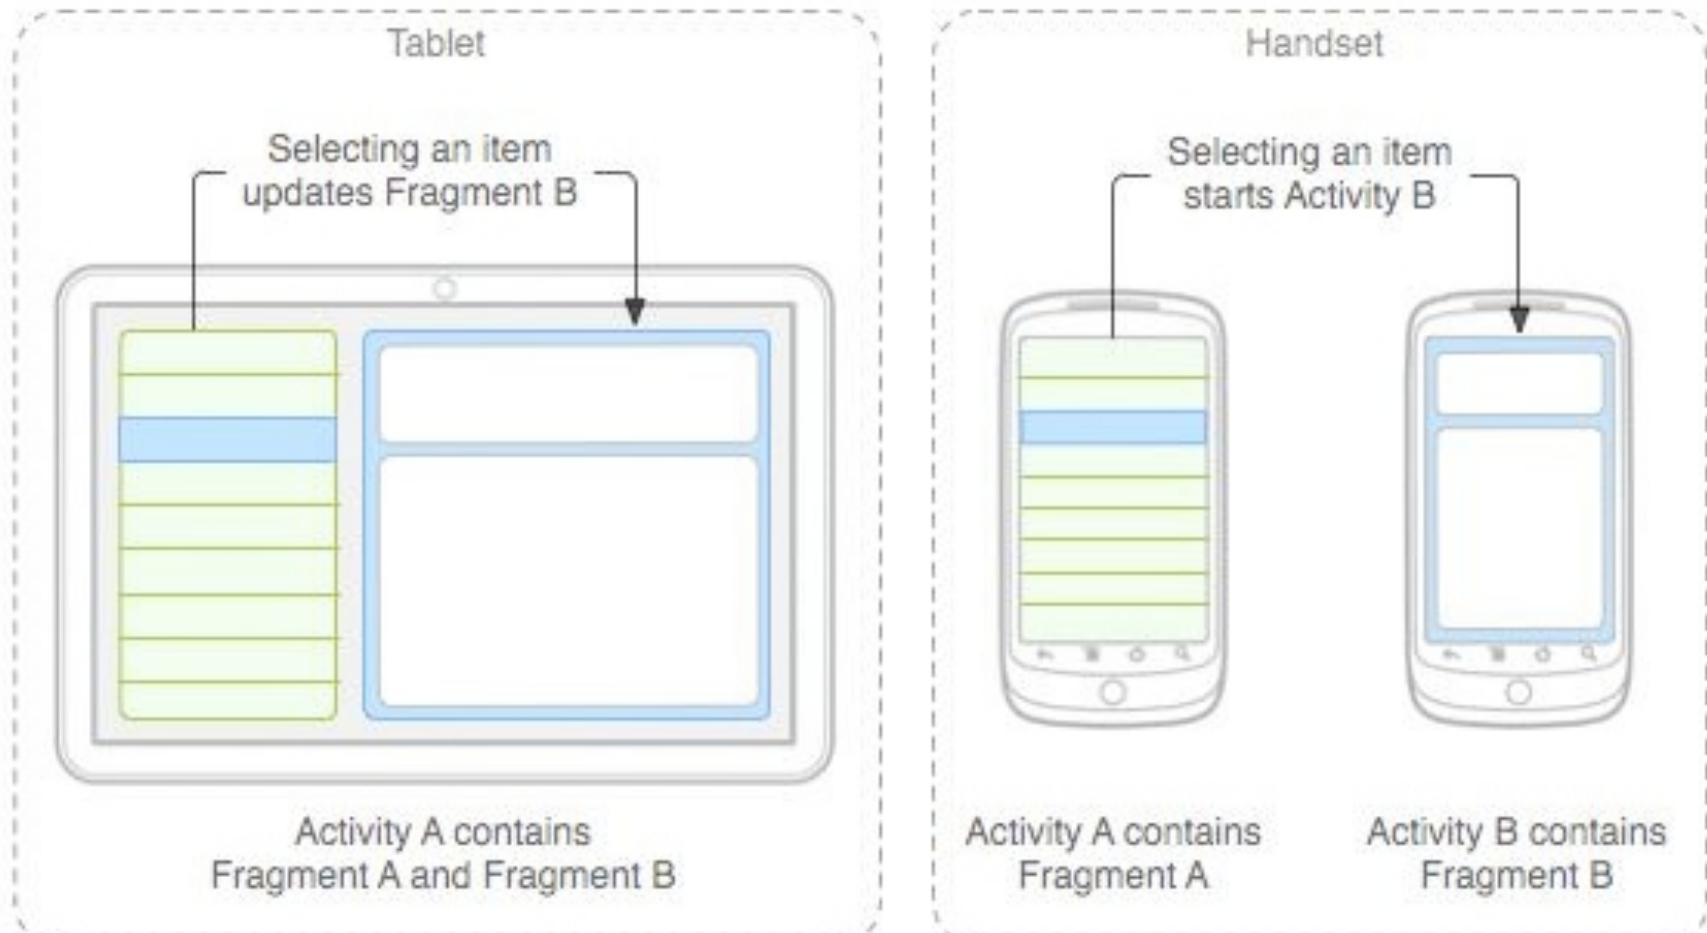 Tablet
Selecting an item
updates Fragment B
Activity A contains
Fragment A and Fragment B
Handset
Selecting an item
starts Activity B
Activity A contains
Fragment A
Activity B contains
Fragment B